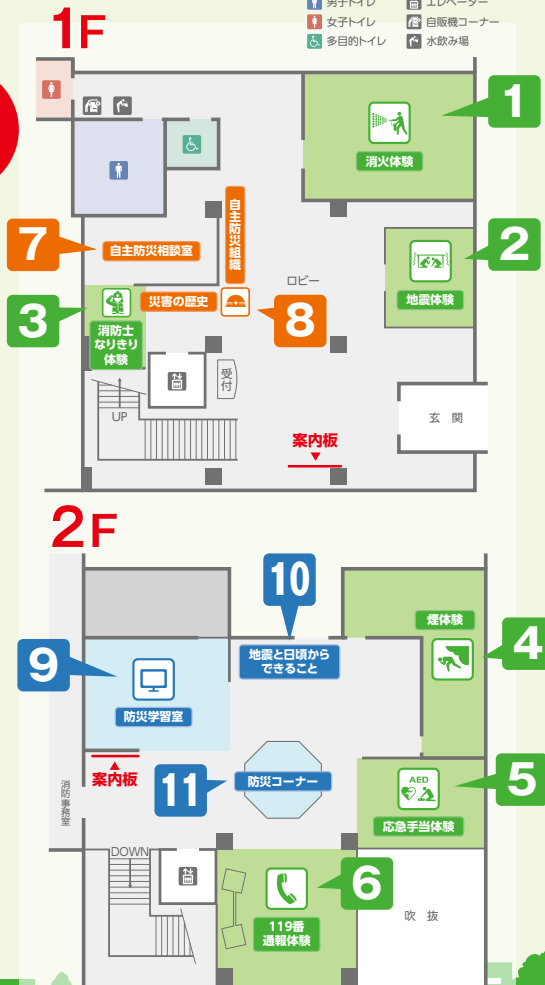 男子トイレ
エレベーター
女子トイレ
自販機コーナー
多目的トイレ
水飲み場
1F
1
消火体験
自主防災組織
7
自主防災相談室
2
地震体験
ロビー
災害の歴史
8
3
消防士
なりきり
体験
受付
UP
玄関
案内板
2F
10
地震と日頃から
できること
煙体験
4
9
防災学習室
案内板
11
防災コーナー
AED
5
応急手当体験
消防事務室
DOWN
6
119番
通報体験
吹抜